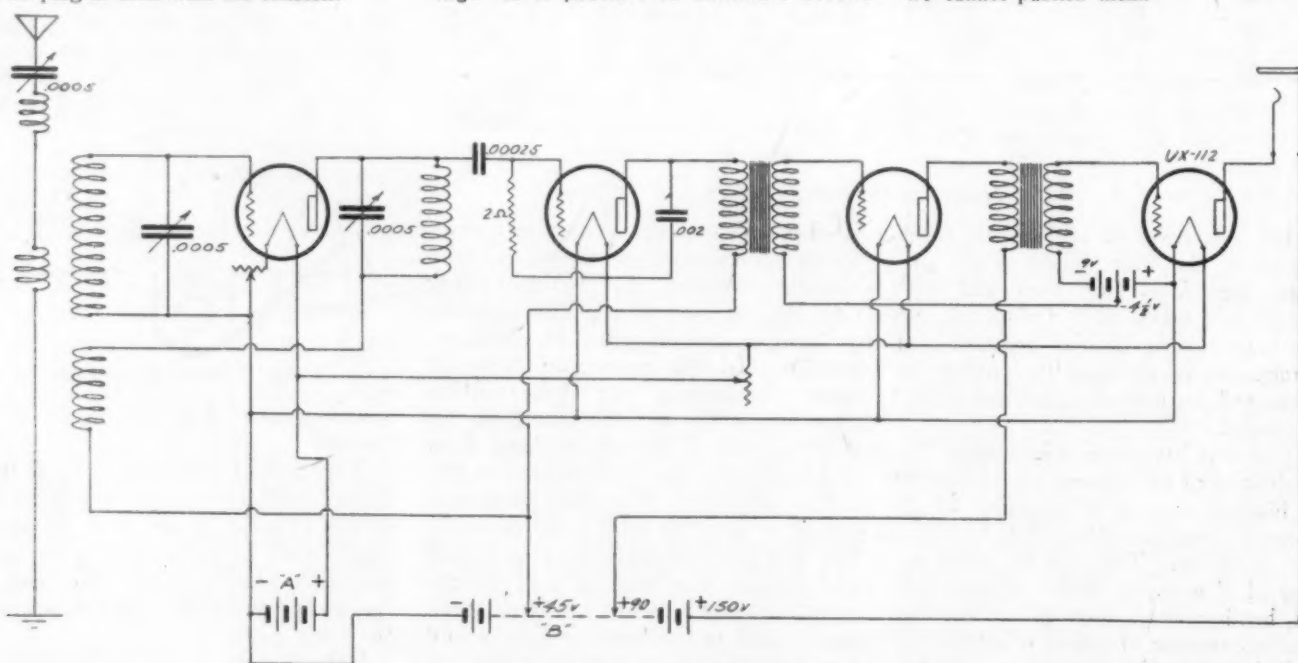 .0005
.0005
.0005
.00025
2Ω
.002
UX-112
-9v +
-4½v
- "A" +
- +45v +90 +150v
"B"